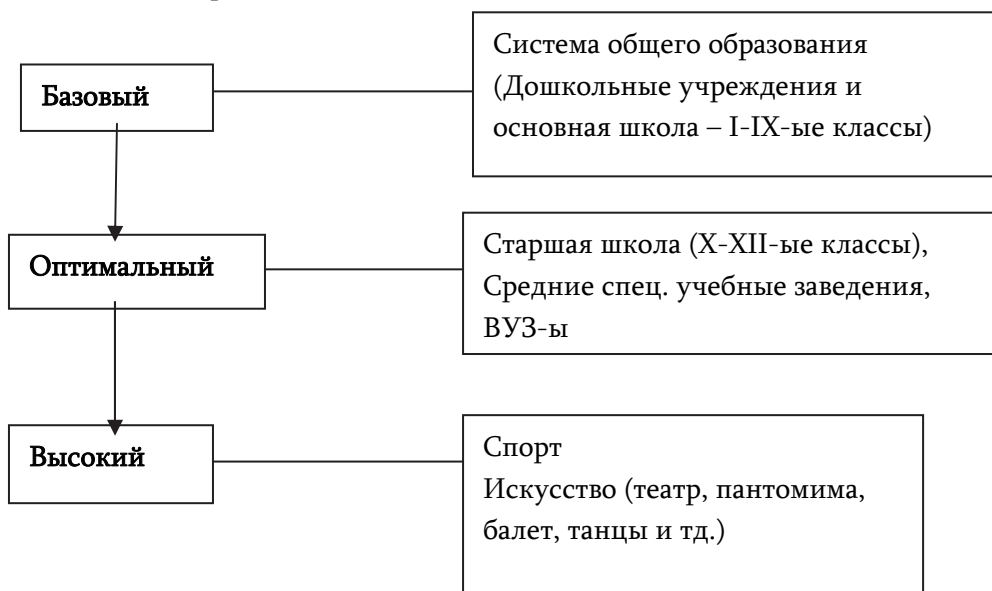 Базовый
Система общего образования
(Дошкольные учреждения и
основная школа – I-IX-ые классы)
Оптимальный
Старшая школа (X-XII-ые классы),
Средние спец. учебные заведения,
ВУЗ-ы
Высокий
Спорт
Искусство (театр, пантомима,
балет, танцы и тд.)